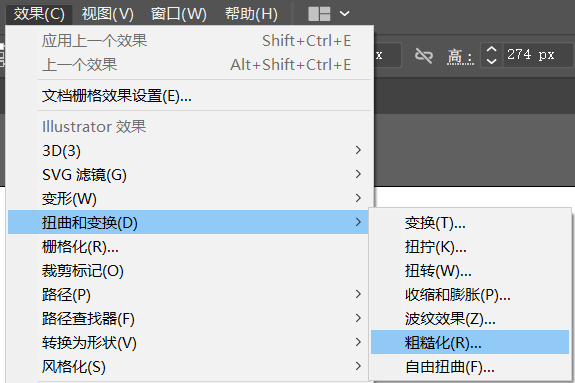 效果(C) 视图(V) 窗口(W) 帮助(H)
应用上一个效果 Shift+Ctrl+E
上一个效果 Alt+Shift+Ctrl+E
x 高: 274 px
文档栅格效果设置(E)...
Illustrator 效果
3D(3)
SVG 滤镜(G)
变形(W)
扭曲和变换(D)
栅格化(R)...
裁剪标记(O)
路径(P)
路径查找器(F)
转换为形状(V)
风格化(S)
变换(T)...
扭拧(K)...
扭转(W)...
收缩和膨胀(P)...
波纹效果(Z)...
粗糙化(R)...
自由扭曲(F)...